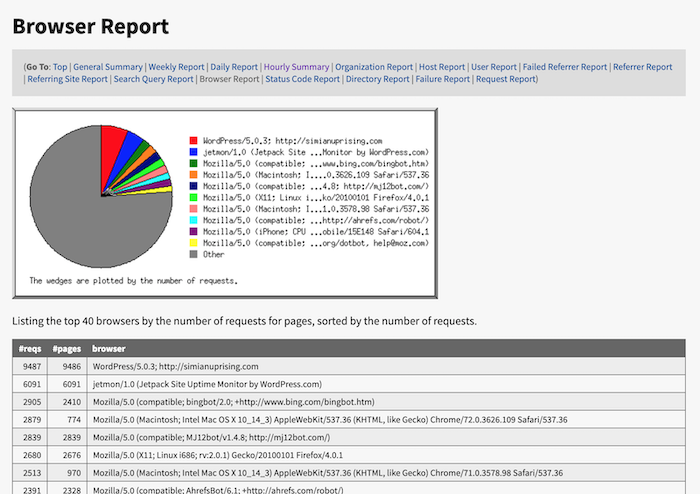 Browser Report
(Go To: Top | General Summary | Weekly Report | Daily Report | Hourly Summary | Organization Report | Host Report | User Report | Failed Referrer Report | Referrer Report
| Referring Site Report | Search Query Report | Browser Report | Status Code Report | Directory Report | Failure Report | Request Report)
WordPress/5.0.3; http://simianuprising.com
jetmon/1.0 (Jetpack Site ...Monitor by WordPress.com)
Mozilla/5.0 (compatible; ...www.bing.com/bingbot.htm)
Mozilla/5.0 (Macintosh; I...0.3626.109 Safari/537.36
Mozilla/5.0 (compatible; ...4.8; http://mj12bot.com/)
Mozilla/5.0 (X11; Linux i...ko/20100101 Firefox/4.0.1
Mozilla/5.0 (Macintosh; I...1.0.3578.98 Safari/537.36
Mozilla/5.0 (compatible; ...http://ahrefs.com/robot/)
Mozilla/5.0 (iPhone; CPU ...obile/15E148 Safari/604.1
Mozilla/5.0 (compatible; ...org/dotbot, help@moz.com)
Other
The wedges are plotted by the number of requests.
Listing the top 40 browsers by the number of requests for pages, sorted by the number of requests.
#reqs #pages browser
9487 9486 WordPress/5.0.3; http://simianuprising.com
6091 6091 jetmon/1.0 (Jetpack Site Uptime Monitor by WordPress.com)
2905 2410 Mozilla/5.0 (compatible; bingbot/2.0; +http://www.bing.com/bingbot.htm)
2879 774 Mozilla/5.0 (Macintosh; Intel Mac OS X 10_14_3) AppleWebKit/537.36 (KHTML, like Gecko) Chrome/72.0.3626.109 Safari/537.36
2839 2839 Mozilla/5.0 (compatible; MJ12bot/v1.4.8; http://mj12bot.com/)
2680 2676 Mozilla/5.0 (X11; Linux i686; rv:2.0.1) Gecko/20100101 Firefox/4.0.1
2513 970 Mozilla/5.0 (Macintosh; Intel Mac OS X 10_14_3) AppleWebKit/537.36 (KHTML, like Gecko) Chrome/71.0.3578.98 Safari/537.36
2391 2328 Mozilla/5.0 (compatible; AhrefsBot/6.1; +http://ahrefs.com/robot/)